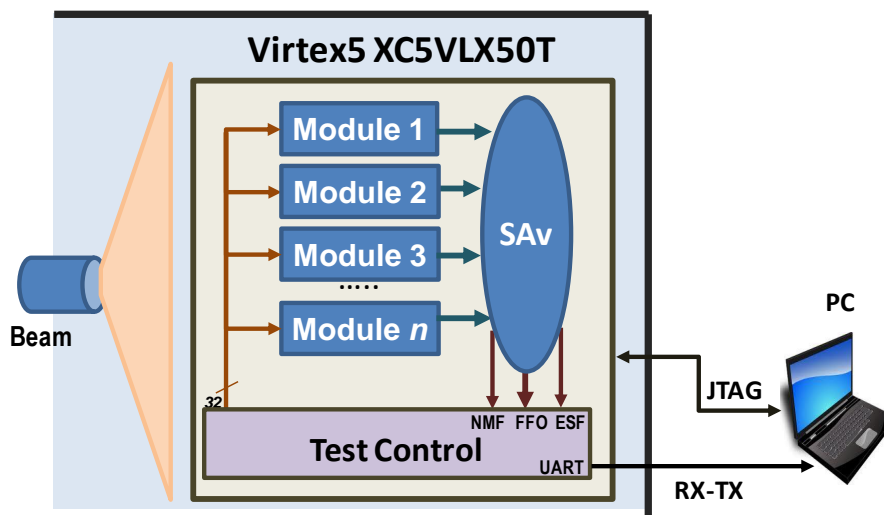 Virtex5 XC5VLX50T
Module 1
Module 2
SAv
Module 3
.....
Module n
PC
Beam
32
JTAG
NMF FFO ESF
Test Control
UART
RX-TX